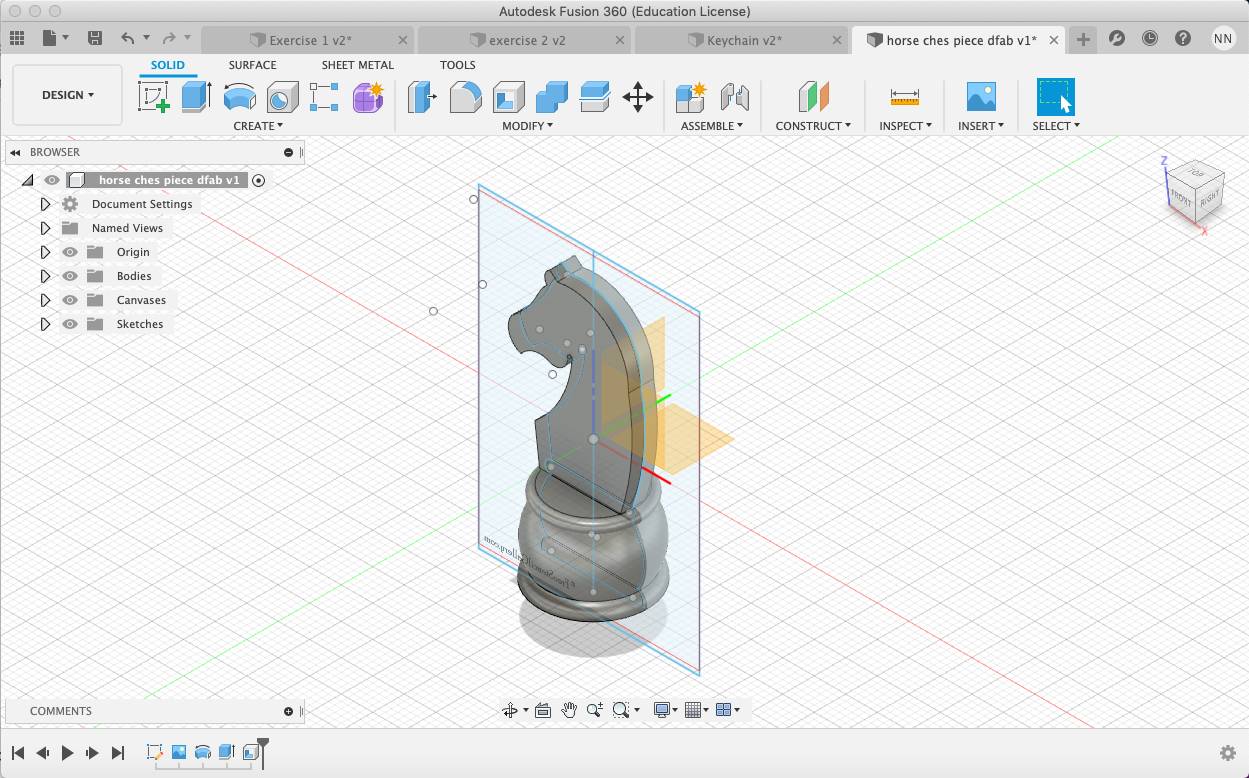 Autodesk Fusion 360 (Education License)
Exercise 1 v2*
exercise 2 v2
Keychain v2*
horse ches piece dfab v1*
NN
SOLID
SURFACE
SHEET METAL
TOOLS
DESIGN
CREATE
MODIFY
ASSEMBLE
CONSTRUCT
INSPECT
INSERT
SELECT
BROWSER
horse ches piece dfab v1
Document Settings
Named Views
Origin
Bodies
Canvases
Sketches
Z
TOP
FRONT
RIGHT
X
COMMENTS